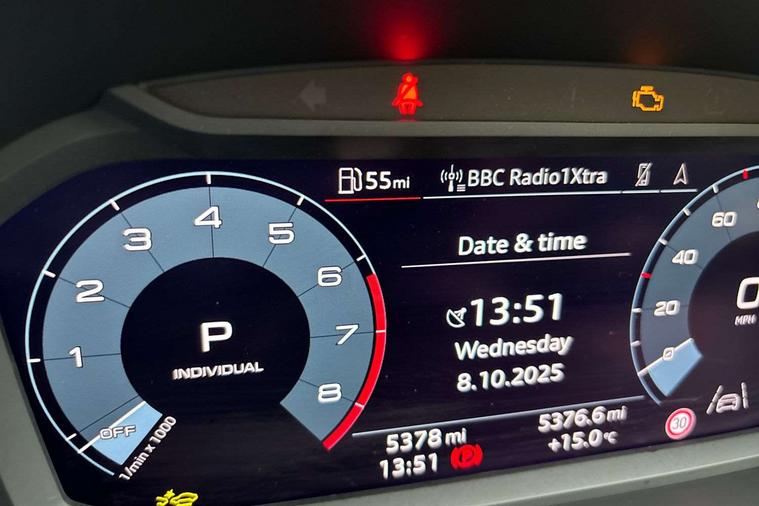 55mi
BBC Radio1Xtra
Date & time
13:51
Wednesday
8.10.2025
5378 mi
13:51
5376.6 mi
+15.0°C
1
2
3
4
5
6
7
8
P
INDIVIDUAL
OFF
1/min x 1000
0
20
40
60
0
MPH
30
P